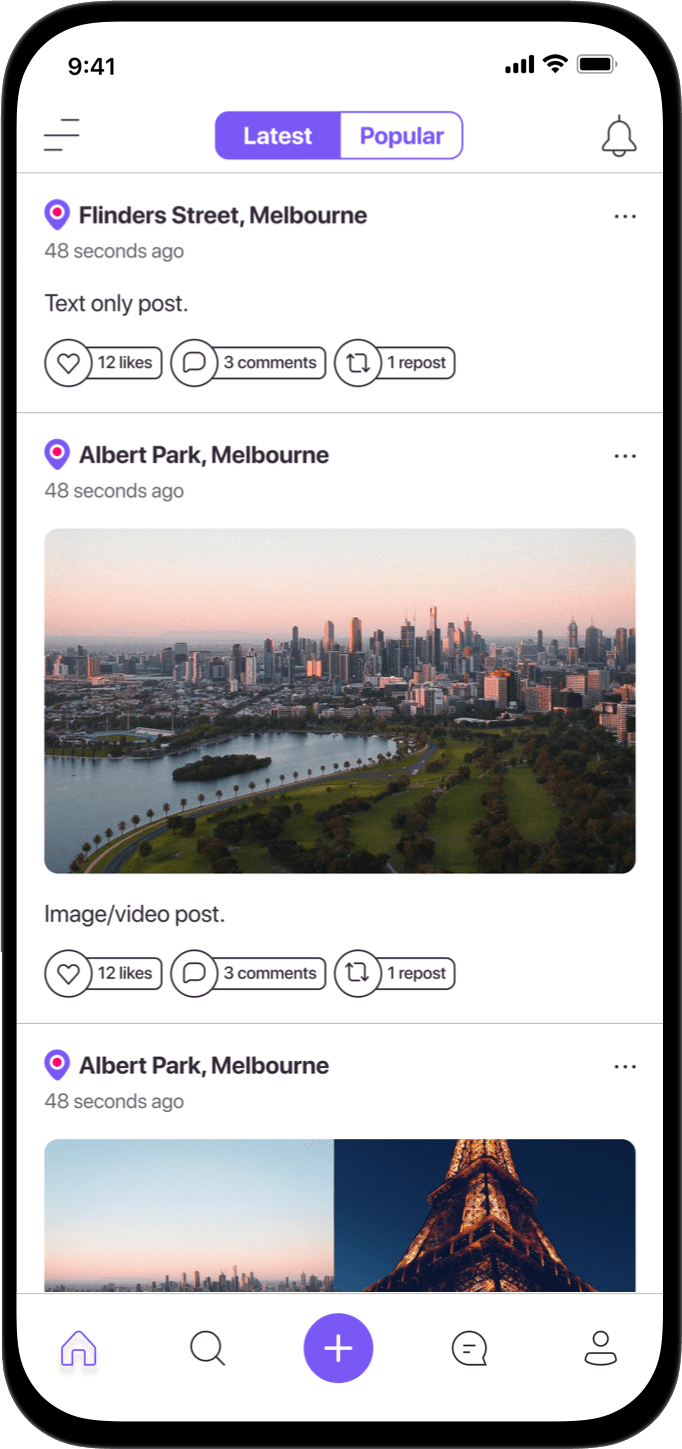 9:41
Latest Popular
Flinders Street, Melbourne
48 seconds ago
Text only post.
12 likes 3 comments 1 repost
Albert Park, Melbourne
48 seconds ago
Image/video post.
12 likes 3 comments 1 repost
Albert Park, Melbourne
48 seconds ago